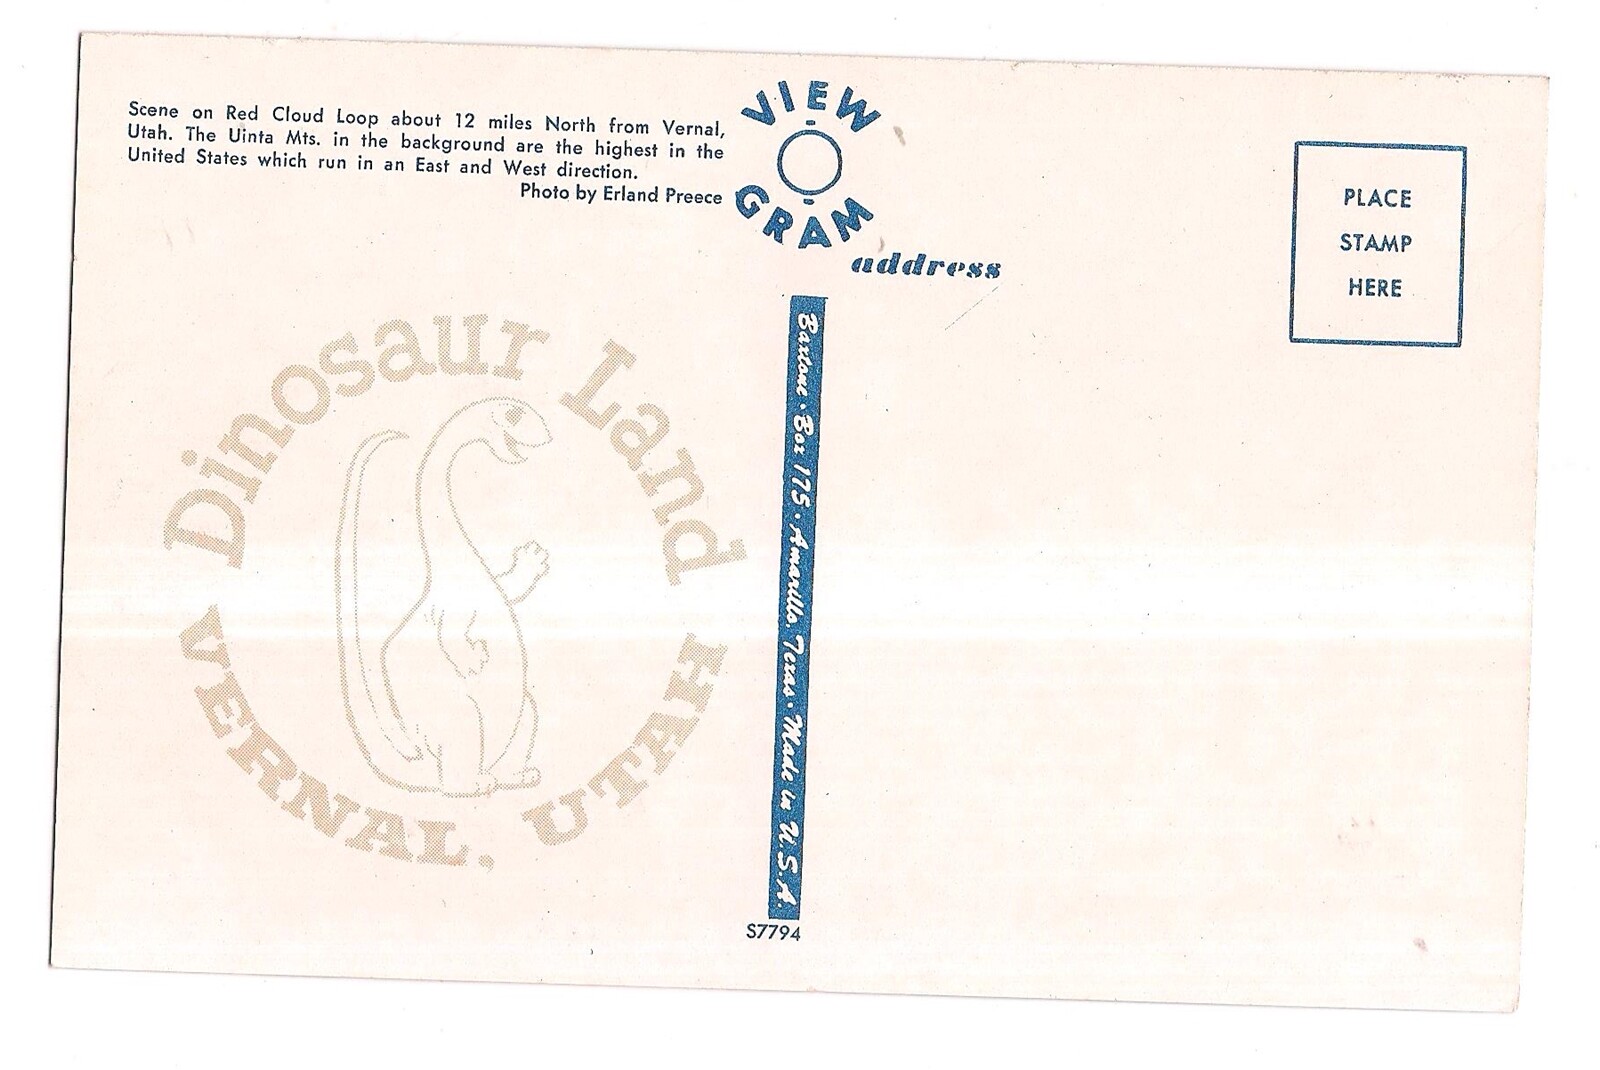 Scene on Red Cloud Loop about 12 miles North from Vernal,
Utah. The Uinta Mts. in the background are the highest in the
United States which run in an East and West direction.
Photo by Erland Preece
VIEW
GRAM
address
PLACE
STAMP
HERE
Dinosaur Land
VERNAL, UTAH
Baxtone · Box 175 · Amarillo, Texas · Made in U.S.A.
S7794